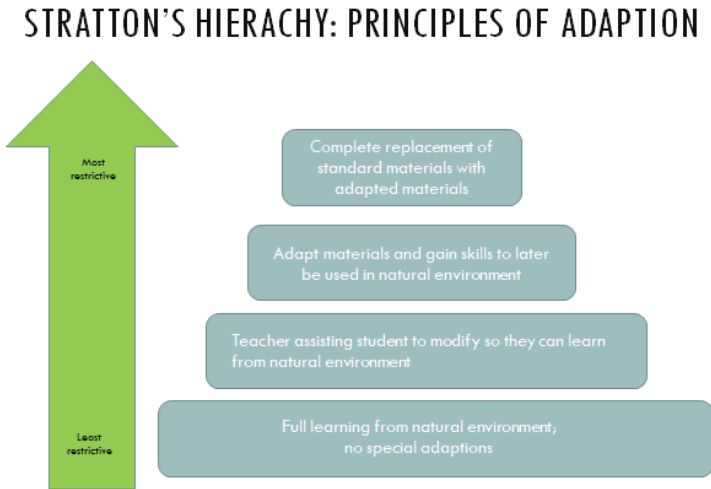 STRATTON'S HIERACHY: PRINCIPLES OF ADAPTION
Most
restrictive
Complete replacement of
standard materials with
adapted materials
Adapt materials and gain skills to later
be used in natural environment
Teacher assisting student to modify so they can learn
from natural environment
Least
restrictive
Full learning from natural environment;
no special adaptions